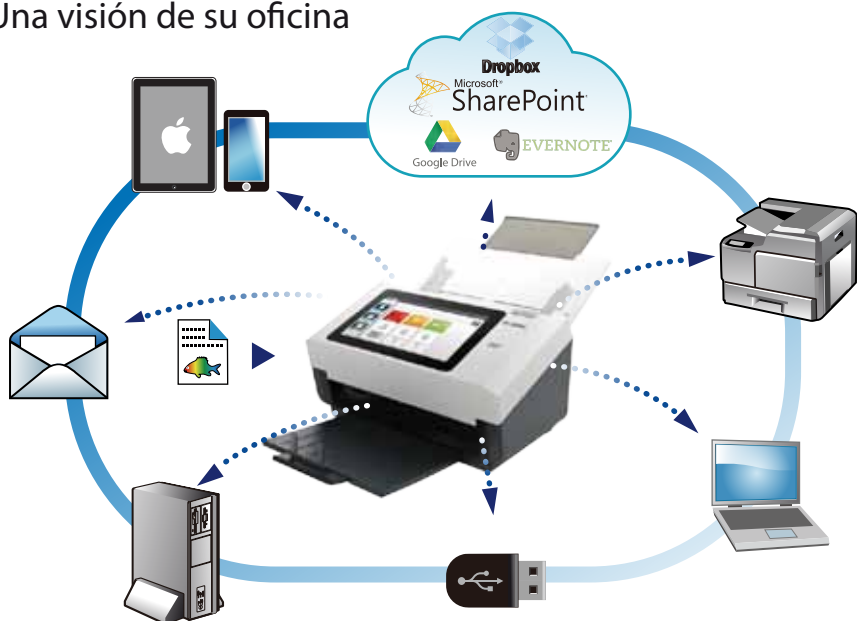 Una visión de su oficina
Dropbox
Microsoft®
SharePoint
Google Drive
EVERNOTE